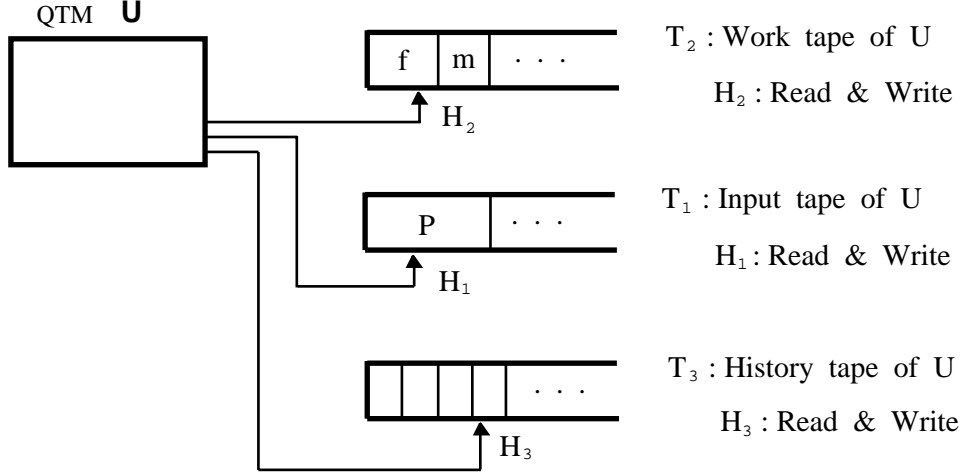 QTM U
f m · · ·
T₂ : Work tape of U
H₂
H₂ : Read & Write
P · · ·
T₁ : Input tape of U
H₁
H₁ : Read & Write
· · ·
T₃ : History tape of U
H₃
H₃ : Read & Write